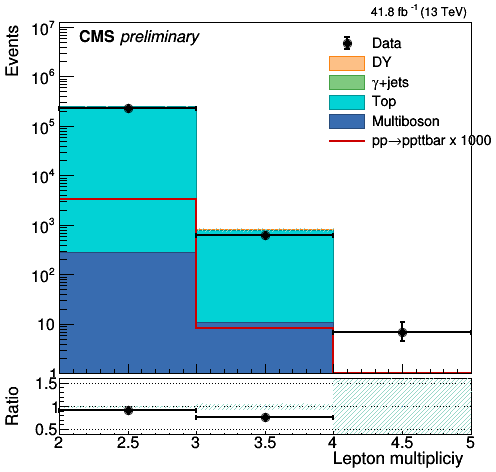 41.8 fb⁻¹ (13 TeV)
CMS preliminary
Events
10⁷
10⁶
10⁵
10⁴
10³
10²
10
1
Data
DY
γ+jets
Top
Multiboson
pp→ppttbar x 1000
Ratio
1.5
1
0.5
2 2.5 3 3.5 4 4.5 5
Lepton multipliciy